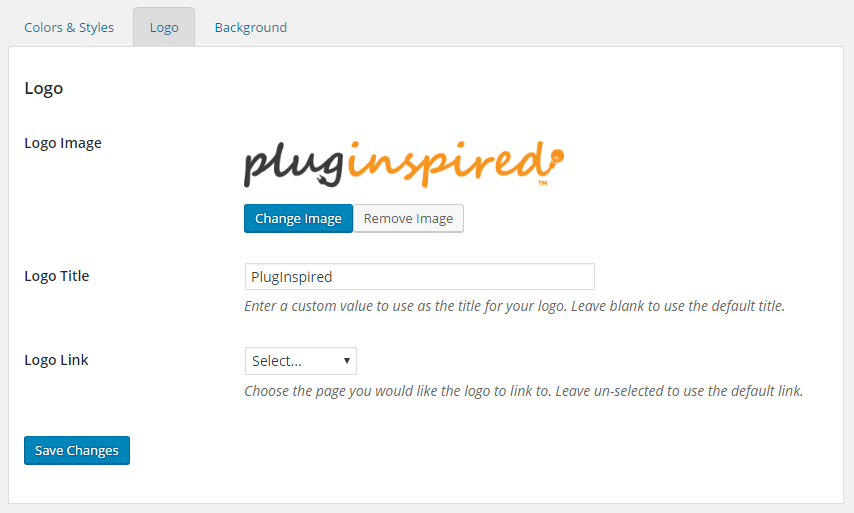 Colors & Styles Logo Background
Logo
Logo Image
pluginspired
TM
Change Image Remove Image
Logo Title PlugInspired
Enter a custom value to use as the title for your logo. Leave blank to use the default title.
Logo Link Select...
Choose the page you would like the logo to link to. Leave un-selected to use the default link.
Save Changes